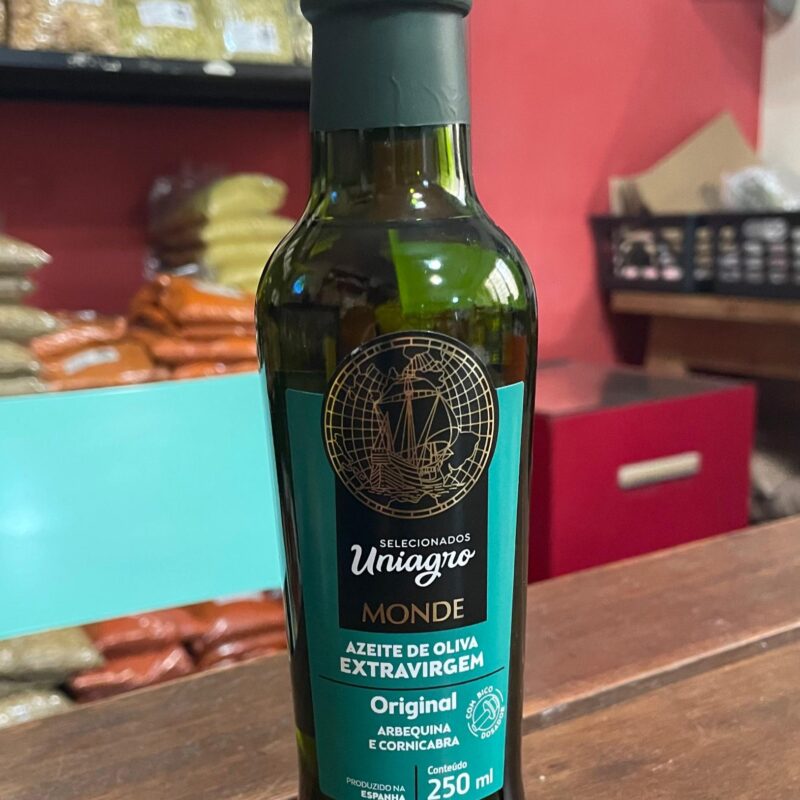 SELECIONADOS
Uniagro
MONDE
AZEITE DE OLIVA
EXTRAVIRGEM
Original
ARBEQUINA
E CORNICABRA
COM BICO
DOSADOR
PRODUZIDO NA
ESPANHA
Conteúdo
250 ml